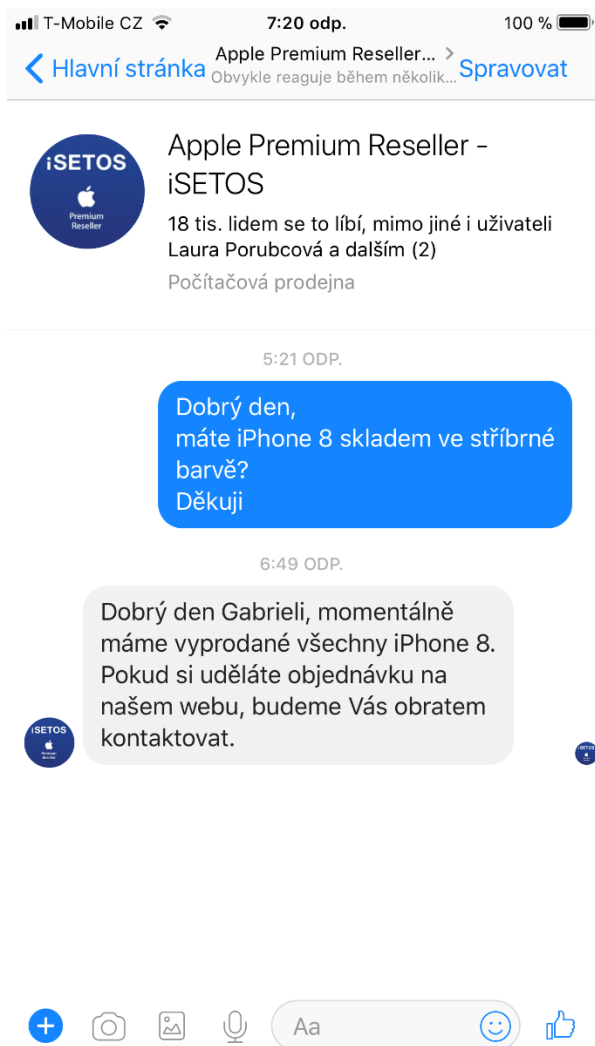 T-Mobile CZ 7:20 odp. 100 %
Hlavní stránka Apple Premium Reseller... > Spravovat
Obvykle reaguje během několik...
iSETOS
Premium
Reseller
Apple Premium Reseller -
iSETOS
18 tis. lidem se to líbí, mimo jiné i uživateli
Laura Porubcová a dalším (2)
Počítačová prodejna
5:21 ODP.
Dobrý den,
máte iPhone 8 skladem ve stříbrné
barvě?
Děkuji
6:49 ODP.
Dobrý den Gabrieli, momentálně
máme vyprodané všechny iPhone 8.
Pokud si uděláte objednávku na
našem webu, budeme Vás obratem
kontaktovat.
iSETOS
Premium
Reseller
iSETOS
Aa